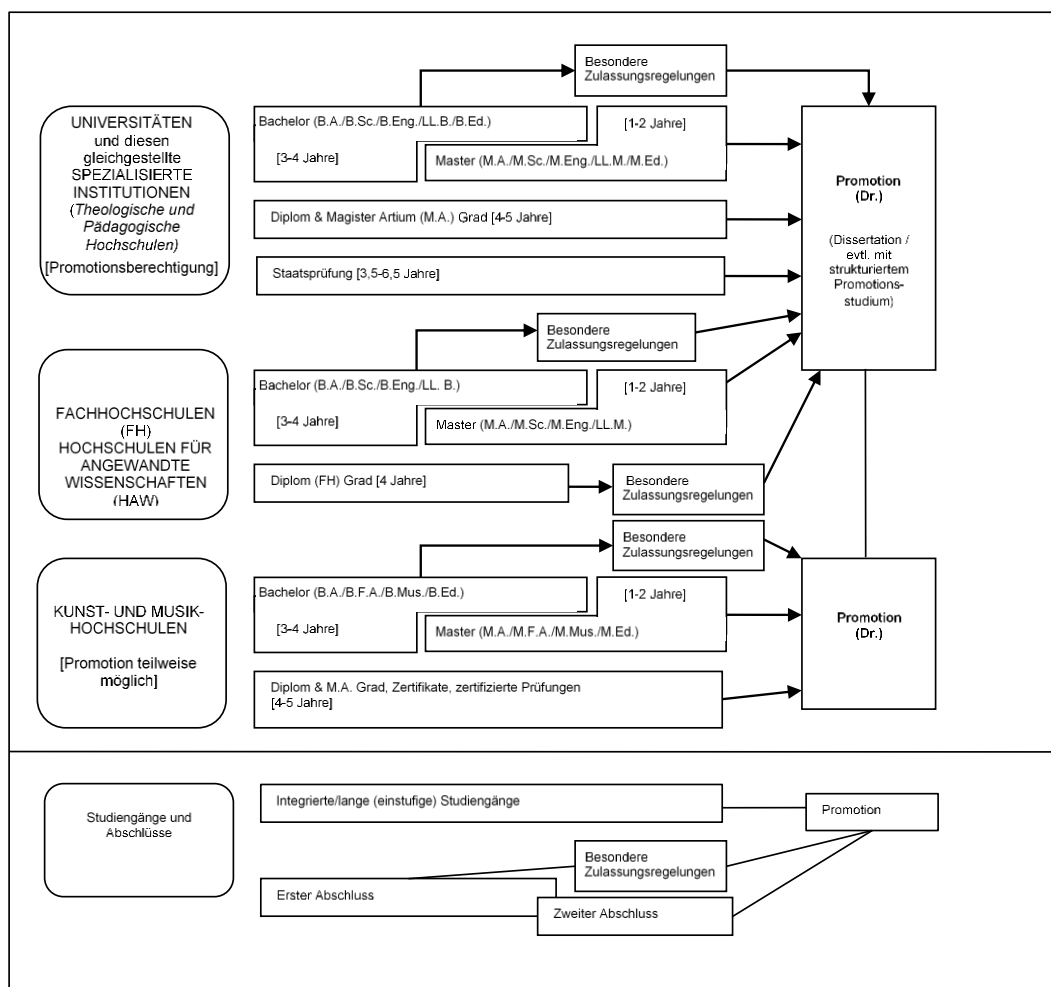 Besondere
Zulassungsregelungen
UNIVERSITÄTEN
und diesen
gleichgestellte
SPEZIALISIERTE
INSTITUTIONEN
(Theologische und
Pädagogische
Hochschulen)
[Promotionsberechtigung]
Bachelor (B.A./B.Sc./B.Eng./LL.B./B.Ed.)
[1-2 Jahre]
[3-4 Jahre]
Master (M.A./M.Sc./M.Eng./LL.M./M.Ed.)
Diplom & Magister Artium (M.A.) Grad [4-5 Jahre]
Staatsprüfung [3,5-6,5 Jahre]
Promotion
(Dr.)
(Dissertation /
evtl. mit
strukturiertem
Promotions-
studium)
FACHHOCHSCHULEN
(FH)
HOCHSCHULEN FÜR
ANGEWANDTE
WISSENSCHAFTEN
(HAW)
Besondere
Zulassungsregelungen
Bachelor (B.A./B.Sc./B.Eng./LL. B.)
[1-2 Jahre]
[3-4 Jahre]
Master (M.A./M.Sc./M.Eng./LL.M.)
Diplom (FH) Grad [4 Jahre]
Besondere
Zulassungsregelungen
KUNST- UND MUSIK-
HOCHSCHULEN
[Promotion teilweise
möglich]
Besondere
Zulassungsregelungen
Bachelor (B.A./B.F.A./B.Mus./B.Ed.)
[1-2 Jahre]
[3-4 Jahre]
Master (M.A./M.F.A./M.Mus./M.Ed.)
Diplom & M.A. Grad, Zertifikate, zertifizierte Prüfungen
[4-5 Jahre]
Promotion
(Dr.)
Studiengänge und
Abschlüsse
Integrierte/lange (einstufige) Studiengänge
Promotion
Besondere
Zulassungsregelungen
Erster Abschluss
Zweiter Abschluss